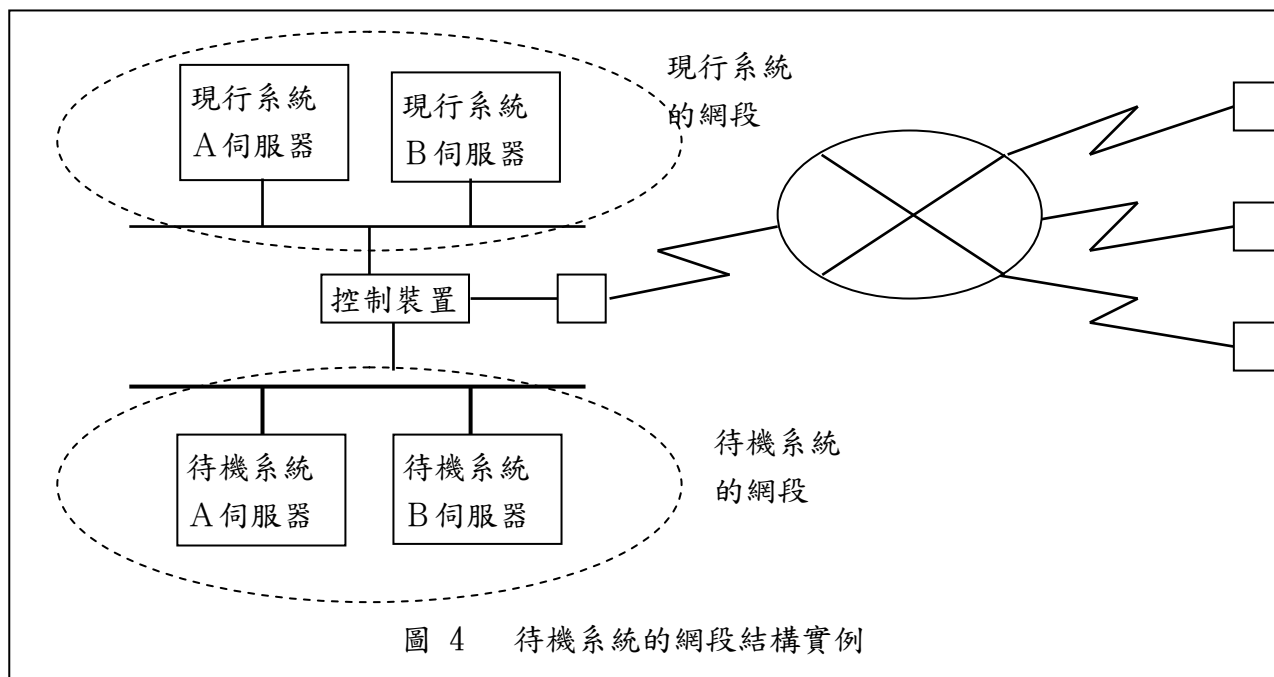 現行系統
A伺服器
現行系統
B伺服器
現行系統
的網段
控制裝置
待機系統
A伺服器
待機系統
B伺服器
待機系統
的網段
圖 4 待機系統的網段結構實例